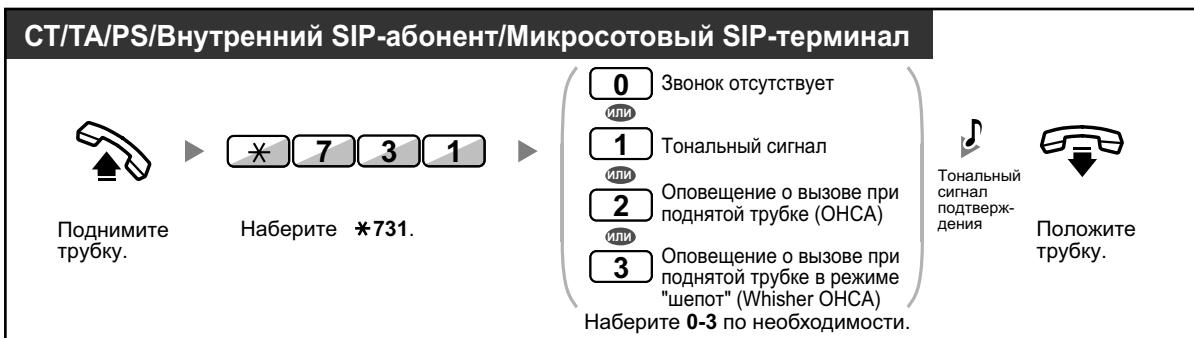 СТ/ТА/PS/Внутренний SIP-абонент/Микросотовый SIP-терминал
Поднимите
трубку.
✳ 7 3 1
Наберите ✳731.
0 Звонок отсутствует
или
1 Тональный сигнал
или
2 Оповещение о вызове при
поднятой трубке (OHCA)
или
3 Оповещение о вызове при
поднятой трубке в режиме
"шепот" (Whisher OHCA)
Наберите 0-3 по необходимости.
Тональный
сигнал
подтверж-
дения
Положите
трубку.